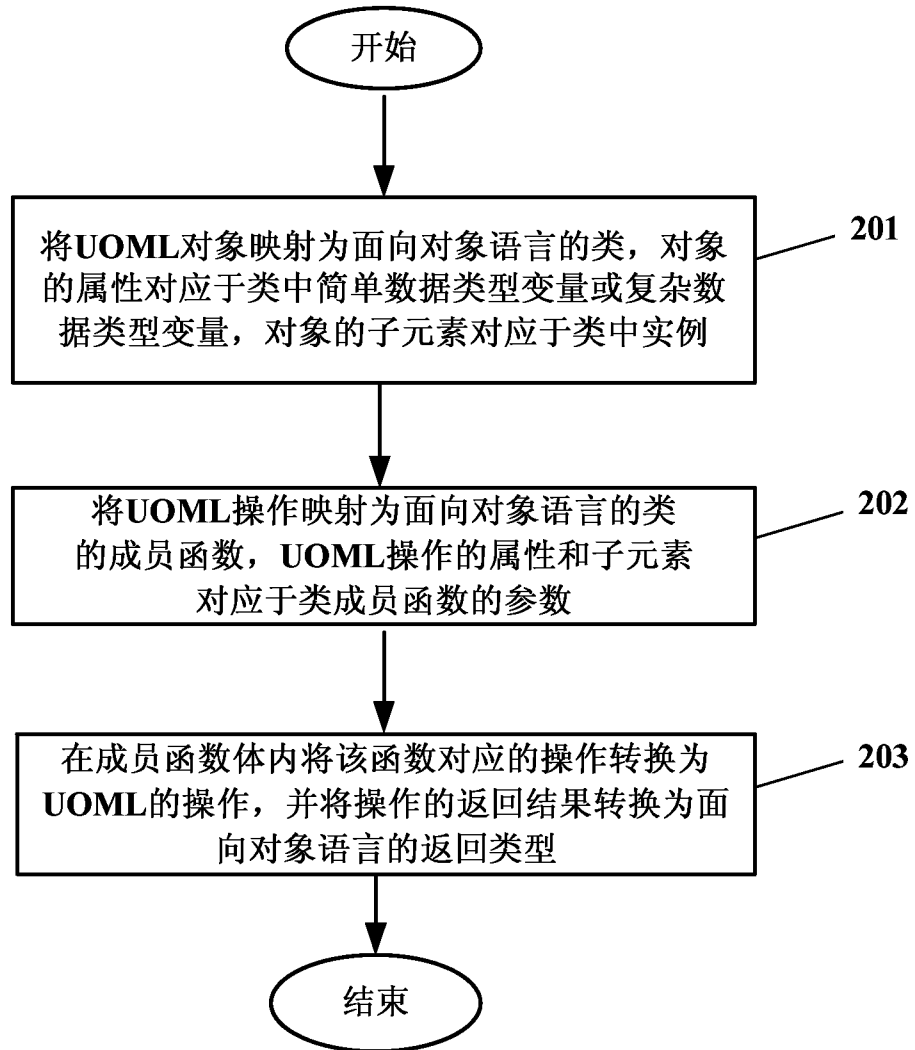 开始
将UOML对象映射为面向对象语言的类，对象
的属性对应于类中简单数据类型变量或复杂数
据类型变量，对象的子元素对应于类中实例
201
将UOML操作映射为面向对象语言的类
的成员函数，UOML操作的属性和子元素
对应于类成员函数的参数
202
在成员函数体内将该函数对应的操作转换为
UOML的操作，并将操作的返回结果转换为面
向对象语言的返回类型
203
结束